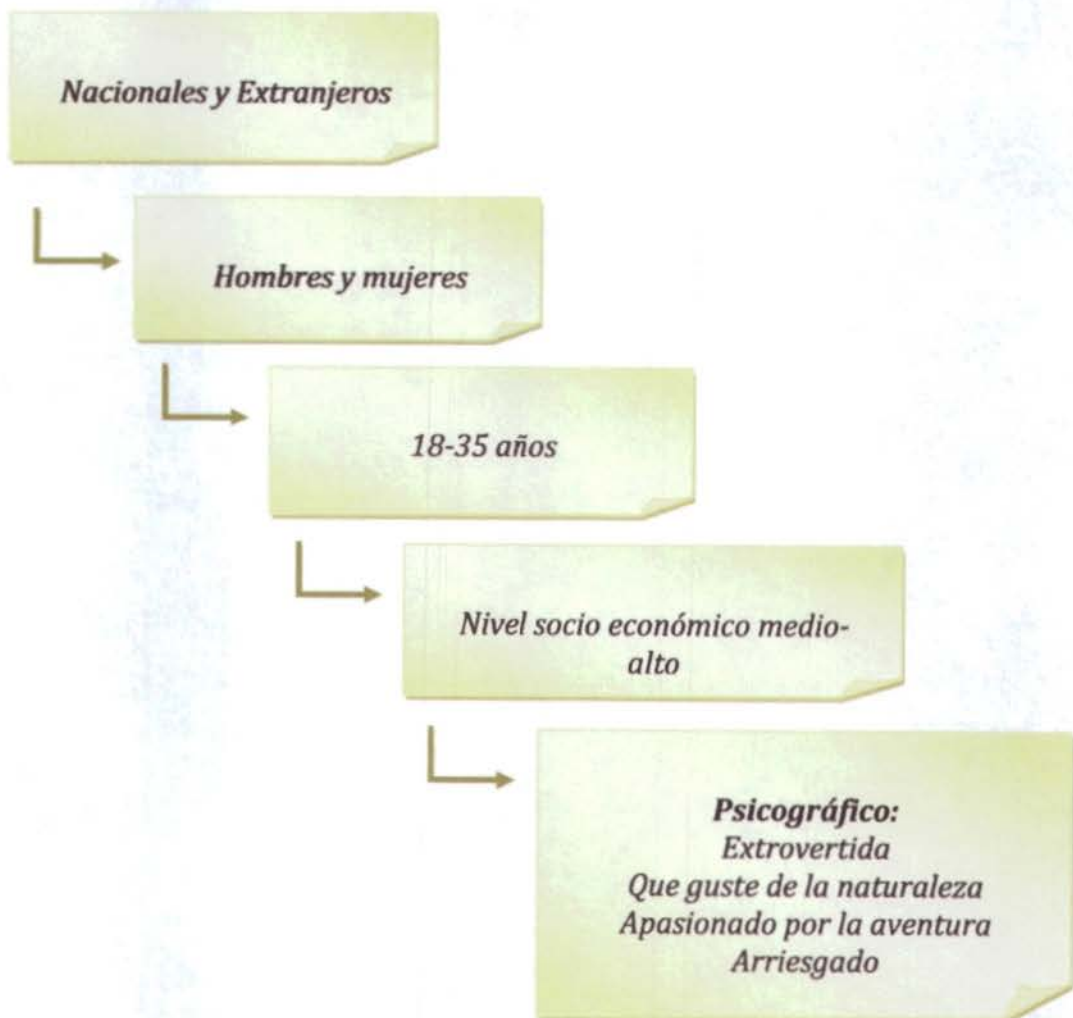 Nacionales y Extranjeros
Hombres y mujeres
18-35 años
Nivel socio económico medio-
alto
Psicográfico:
Extrovertida
Que guste de la naturaleza
Apasionado por la aventura
Arriesgado